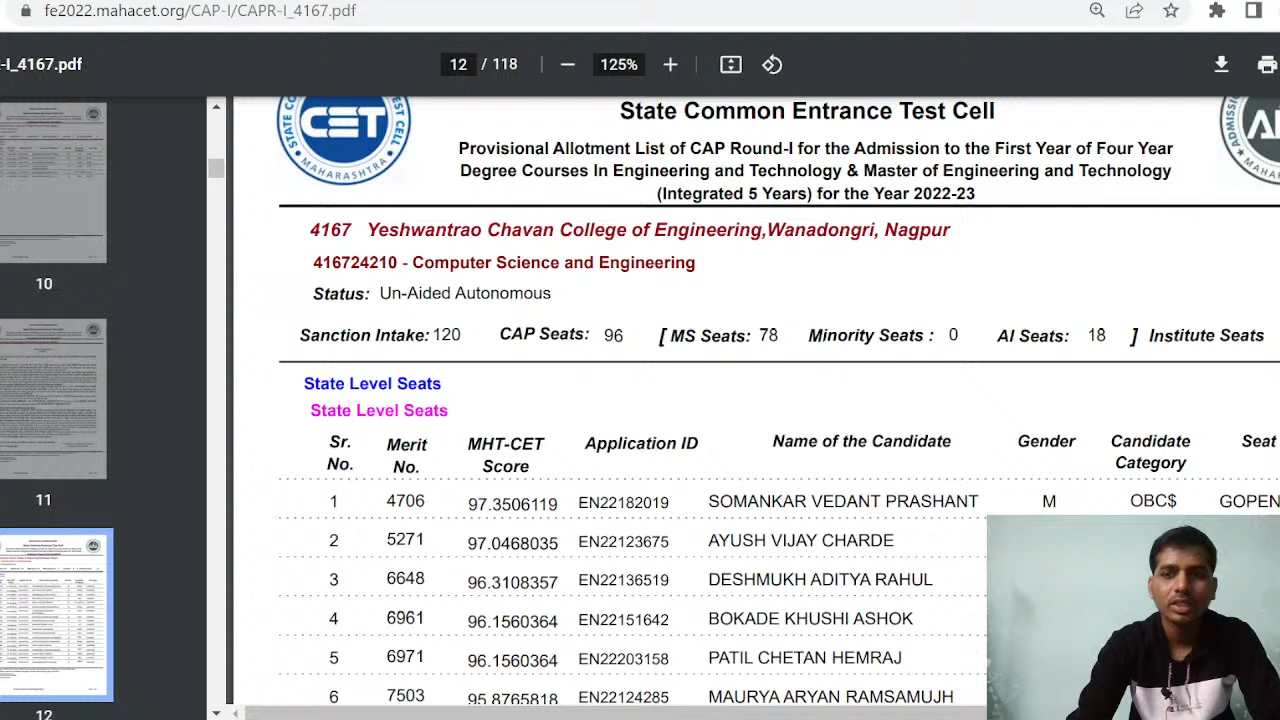 fe2022.mahacet.org/CAP-I/CAPR-I_4167.pdf
-I_4167.pdf
12 / 118
125%
State Common Entrance Test Cell
STATE CO
CET
TEST CELL
MAHARASHTRA
Provisional Allotment List of CAP Round-I for the Admission to the First Year of Four Year
Degree Courses In Engineering and Technology & Master of Engineering and Technology
(Integrated 5 Years) for the Year 2022-23
4167 Yeshwantrao Chavan College of Engineering,Wanadongri, Nagpur
416724210 - Computer Science and Engineering
Status: Un-Aided Autonomous
Sanction Intake: 120 CAP Seats: 96 [ MS Seats: 78 Minority Seats : 0 AI Seats: 18 ] Institute Seats
State Level Seats
State Level Seats
Sr. No. Merit No. MHT-CET Score Application ID Name of the Candidate Gender Candidate Category Seat
1 4706 97.3506119 EN22182019 SOMANKAR VEDANT PRASHANT M OBC$ GOPEN
2 5271 97.0468035 EN22123675 AYUSH VIJAY CHARDE
3 6648 96.3108357 EN22136519 DESHMUKH ADITYA RAHUL
4 6961 96.1560364 EN22151642 BOKADE KHUSHI ASHOK
5 6971 96.1560364 EN22203158 PATIL CHETAN HEMRAJ
6 7503 95.8765818 EN22124285 MAURYA ARYAN RAMSAMUJH
10
11
12